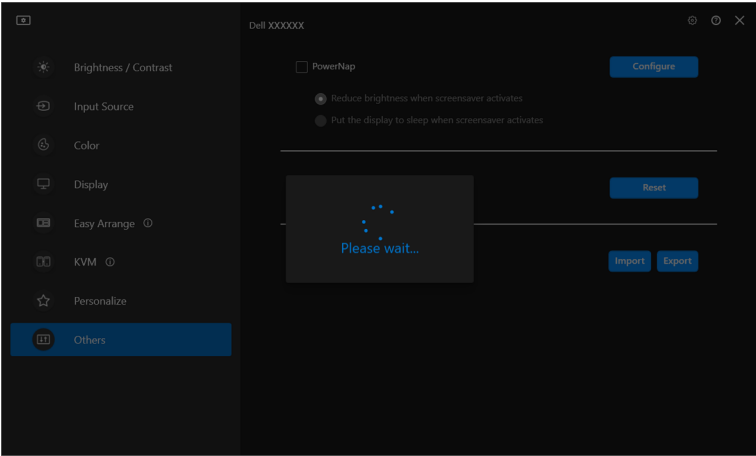 Dell XXXXXX
Brightness / Contrast
Input Source
Color
Display
Easy Arrange
KVM
Personalize
Others
PowerNap
Configure
Reduce brightness when screensaver activates
Put the display to sleep when screensaver activates
Reset
Please wait...
Import Export